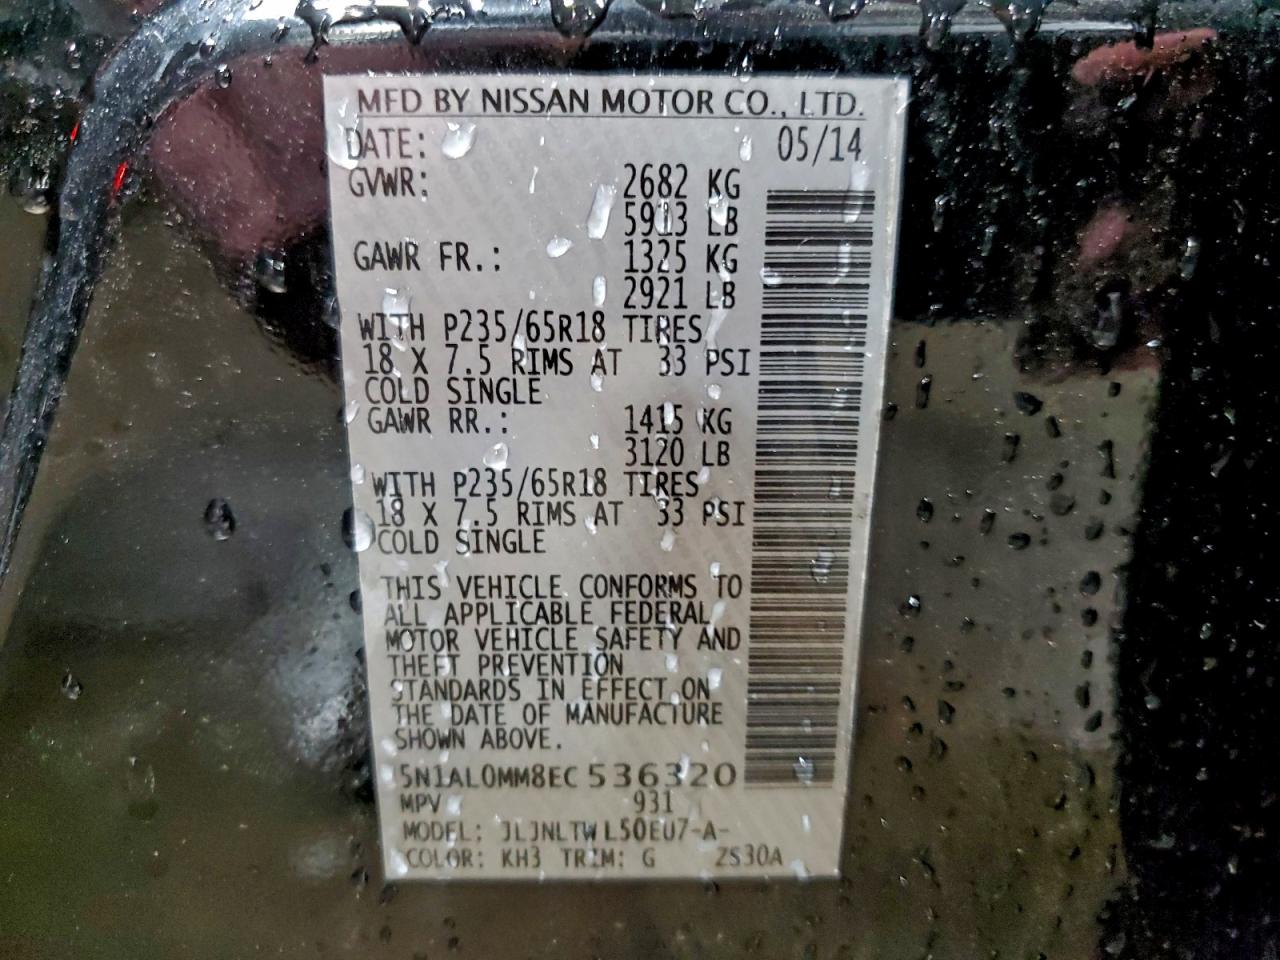 MFD BY NISSAN MOTOR CO., LTD.
DATE: 05/14
GVWR: 2682 KG
5913 LB
GAWR FR.: 1325 KG
2921 LB
WITH P235/65R18 TIRES
18 X 7.5 RIMS AT 33 PSI
COLD SINGLE
GAWR RR.: 1415 KG
3120 LB
WITH P235/65R18 TIRES
18 X 7.5 RIMS AT 33 PSI
COLD SINGLE
THIS VEHICLE CONFORMS TO
ALL APPLICABLE FEDERAL
MOTOR VEHICLE SAFETY AND
THEFT PREVENTION
STANDARDS IN EFFECT ON
THE DATE OF MANUFACTURE
SHOWN ABOVE.
5N1AL0MM8EC 536320
MPV 931
MODEL: JLJNLTWL50EU7-A-
COLOR: KH3 TRIM: G ZS30A